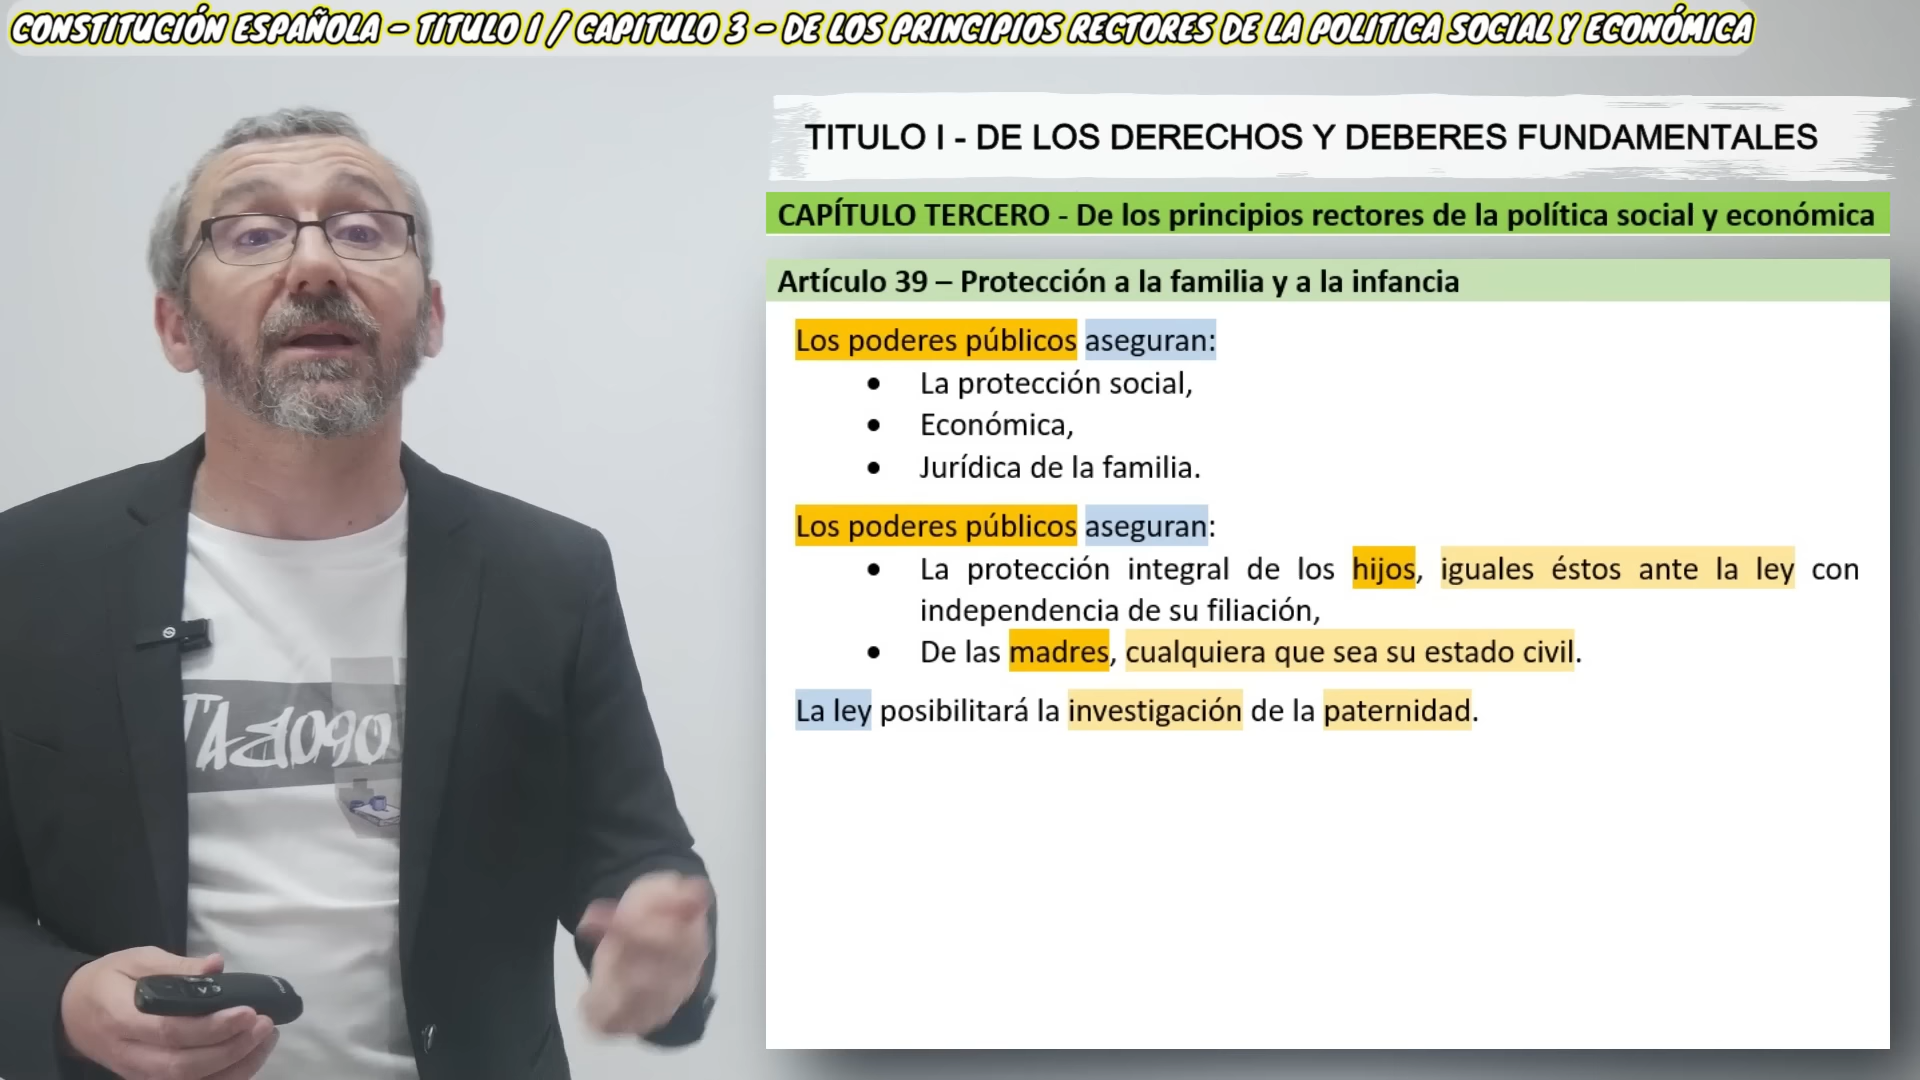 CONSTITUCIÓN ESPAÑOLA - TITULO I / CAPITULO 3 - DE LOS PRINCIPIOS RECTORES DE LA POLITICA SOCIAL Y ECONÓMICA
TITULO I - DE LOS DERECHOS Y DEBERES FUNDAMENTALES
CAPÍTULO TERCERO - De los principios rectores de la política social y económica
Artículo 39 – Protección a la familia y a la infancia
Los poderes públicos aseguran:
• La protección social,
• Económica,
• Jurídica de la familia.
Los poderes públicos aseguran:
• La protección integral de los hijos, iguales éstos ante la ley con
independencia de su filiación,
• De las madres, cualquiera que sea su estado civil.
La ley posibilitará la investigación de la paternidad.